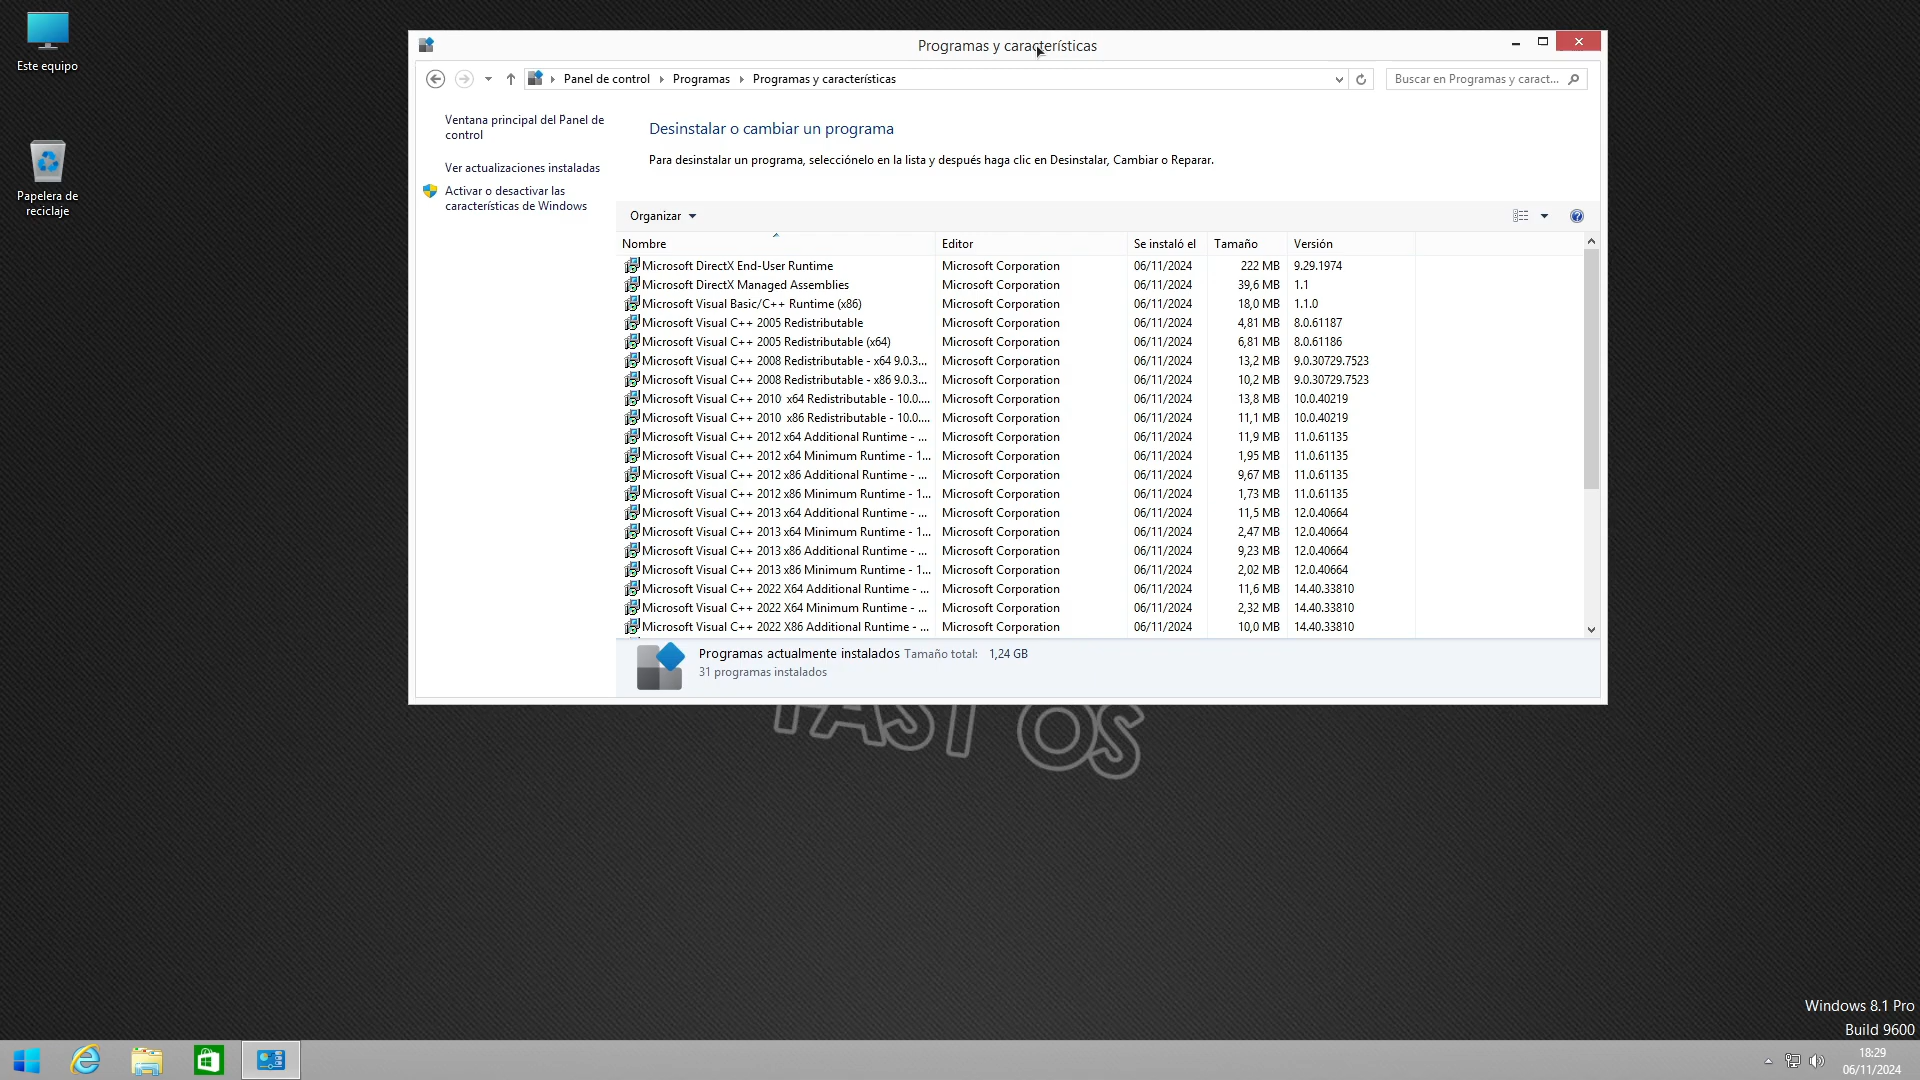 Este equipo
Papelera de
reciclaje
Programas y características
Panel de control
Programas
Programas y características
Buscar en Programas y caract...
Ventana principal del Panel de
control
Ver actualizaciones instaladas
Activar o desactivar las
características de Windows
Desinstalar o cambiar un programa
Para desinstalar un programa, selecciónelo en la lista y después haga clic en Desinstalar, Cambiar o Reparar.
Organizar
Nombre Editor Se instaló el Tamaño Versión
Microsoft DirectX End-User Runtime Microsoft Corporation 06/11/2024 222 MB 9.29.1974
Microsoft DirectX Managed Assemblies Microsoft Corporation 06/11/2024 39,6 MB 1.1
Microsoft Visual Basic/C++ Runtime (x86) Microsoft Corporation 06/11/2024 18,0 MB 1.1.0
Microsoft Visual C++ 2005 Redistributable Microsoft Corporation 06/11/2024 4,81 MB 8.0.61187
Microsoft Visual C++ 2005 Redistributable (x64) Microsoft Corporation 06/11/2024 6,81 MB 8.0.61186
Microsoft Visual C++ 2008 Redistributable - x64 9.0.3... Microsoft Corporation 06/11/2024 13,2 MB 9.0.30729.7523
Microsoft Visual C++ 2008 Redistributable - x86 9.0.3... Microsoft Corporation 06/11/2024 10,2 MB 9.0.30729.7523
Microsoft Visual C++ 2010 x64 Redistributable - 10.0.... Microsoft Corporation 06/11/2024 13,8 MB 10.0.40219
Microsoft Visual C++ 2010 x86 Redistributable - 10.0.... Microsoft Corporation 06/11/2024 11,1 MB 10.0.40219
Microsoft Visual C++ 2012 x64 Additional Runtime - ... Microsoft Corporation 06/11/2024 11,9 MB 11.0.61135
Microsoft Visual C++ 2012 x64 Minimum Runtime - 1... Microsoft Corporation 06/11/2024 1,95 MB 11.0.61135
Microsoft Visual C++ 2012 x86 Additional Runtime - ... Microsoft Corporation 06/11/2024 9,67 MB 11.0.61135
Microsoft Visual C++ 2012 x86 Minimum Runtime - 1... Microsoft Corporation 06/11/2024 1,73 MB 11.0.61135
Microsoft Visual C++ 2013 x64 Additional Runtime - ... Microsoft Corporation 06/11/2024 11,5 MB 12.0.40664
Microsoft Visual C++ 2013 x64 Minimum Runtime - 1... Microsoft Corporation 06/11/2024 2,47 MB 12.0.40664
Microsoft Visual C++ 2013 x86 Additional Runtime - ... Microsoft Corporation 06/11/2024 9,23 MB 12.0.40664
Microsoft Visual C++ 2013 x86 Minimum Runtime - 1... Microsoft Corporation 06/11/2024 2,02 MB 12.0.40664
Microsoft Visual C++ 2022 X64 Additional Runtime - ... Microsoft Corporation 06/11/2024 11,6 MB 14.40.33810
Microsoft Visual C++ 2022 X64 Minimum Runtime - ... Microsoft Corporation 06/11/2024 2,32 MB 14.40.33810
Microsoft Visual C++ 2022 X86 Additional Runtime - ... Microsoft Corporation 06/11/2024 10,0 MB 14.40.33810
Programas actualmente instalados Tamaño total: 1,24 GB
31 programas instalados
FAST OS
Windows 8.1 Pro
Build 9600
18:29
06/11/2024